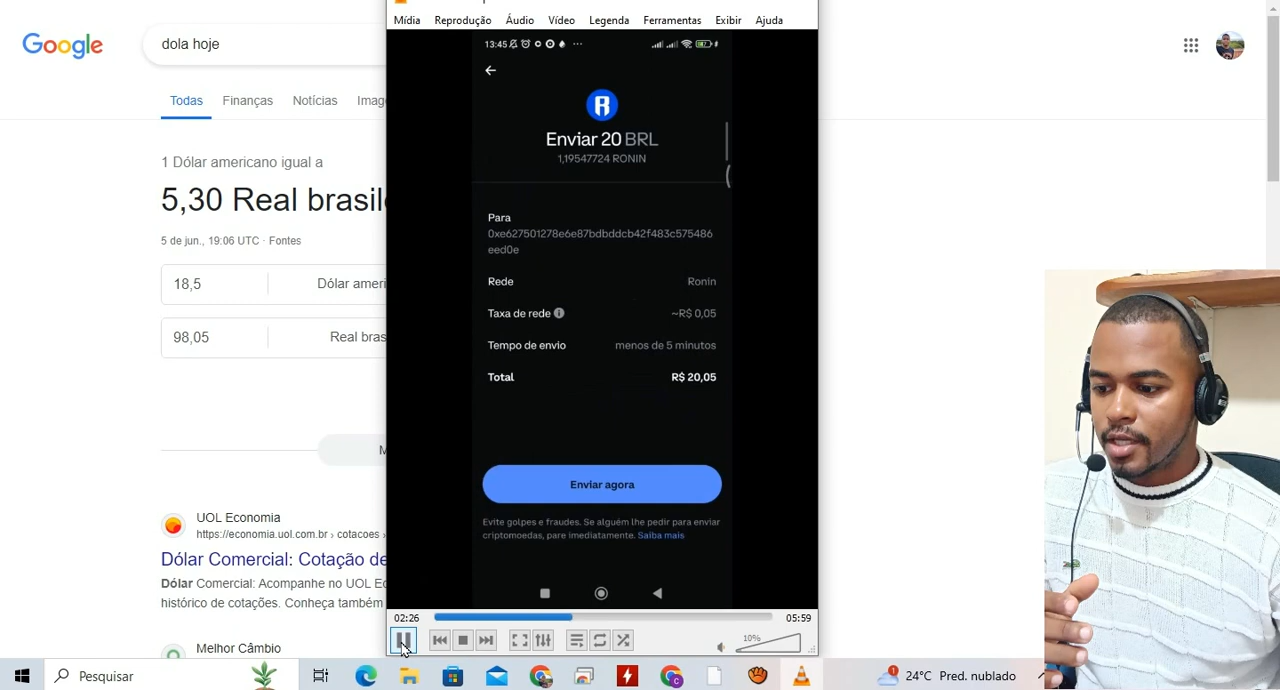 Google
dola hoje
Todas
Finanças
Notícias
Imag
1 Dólar americano igual a
5,30 Real brasile
5 de jun., 19:06 UTC · Fontes
18,5
Dólar ameri
98,05
Real bras
M
UOL Economia
https://economia.uol.com.br › cotacoes ›
Dólar Comercial: Cotação de
Dólar Comercial: Acompanhe no UOL Ec
histórico de cotações. Conheça também
Melhor Câmbio
Mídia
Reprodução
Áudio
Vídeo
Legenda
Ferramentas
Exibir
Ajuda
13:45
Enviar 20 BRL
1,19547724 RONIN
Para
0xe627501278e6e87bdbddcb42f483c575486
eed0e
Rede
Ronin
Taxa de rede
~R$ 0,05
Tempo de envio
menos de 5 minutos
Total
R$ 20,05
Enviar agora
Evite golpes e fraudes. Se alguém lhe pedir para enviar
criptomoedas, pare imediatamente. Saiba mais
02:26
05:59
10%
Pesquisar
1
24°C Pred. nublado